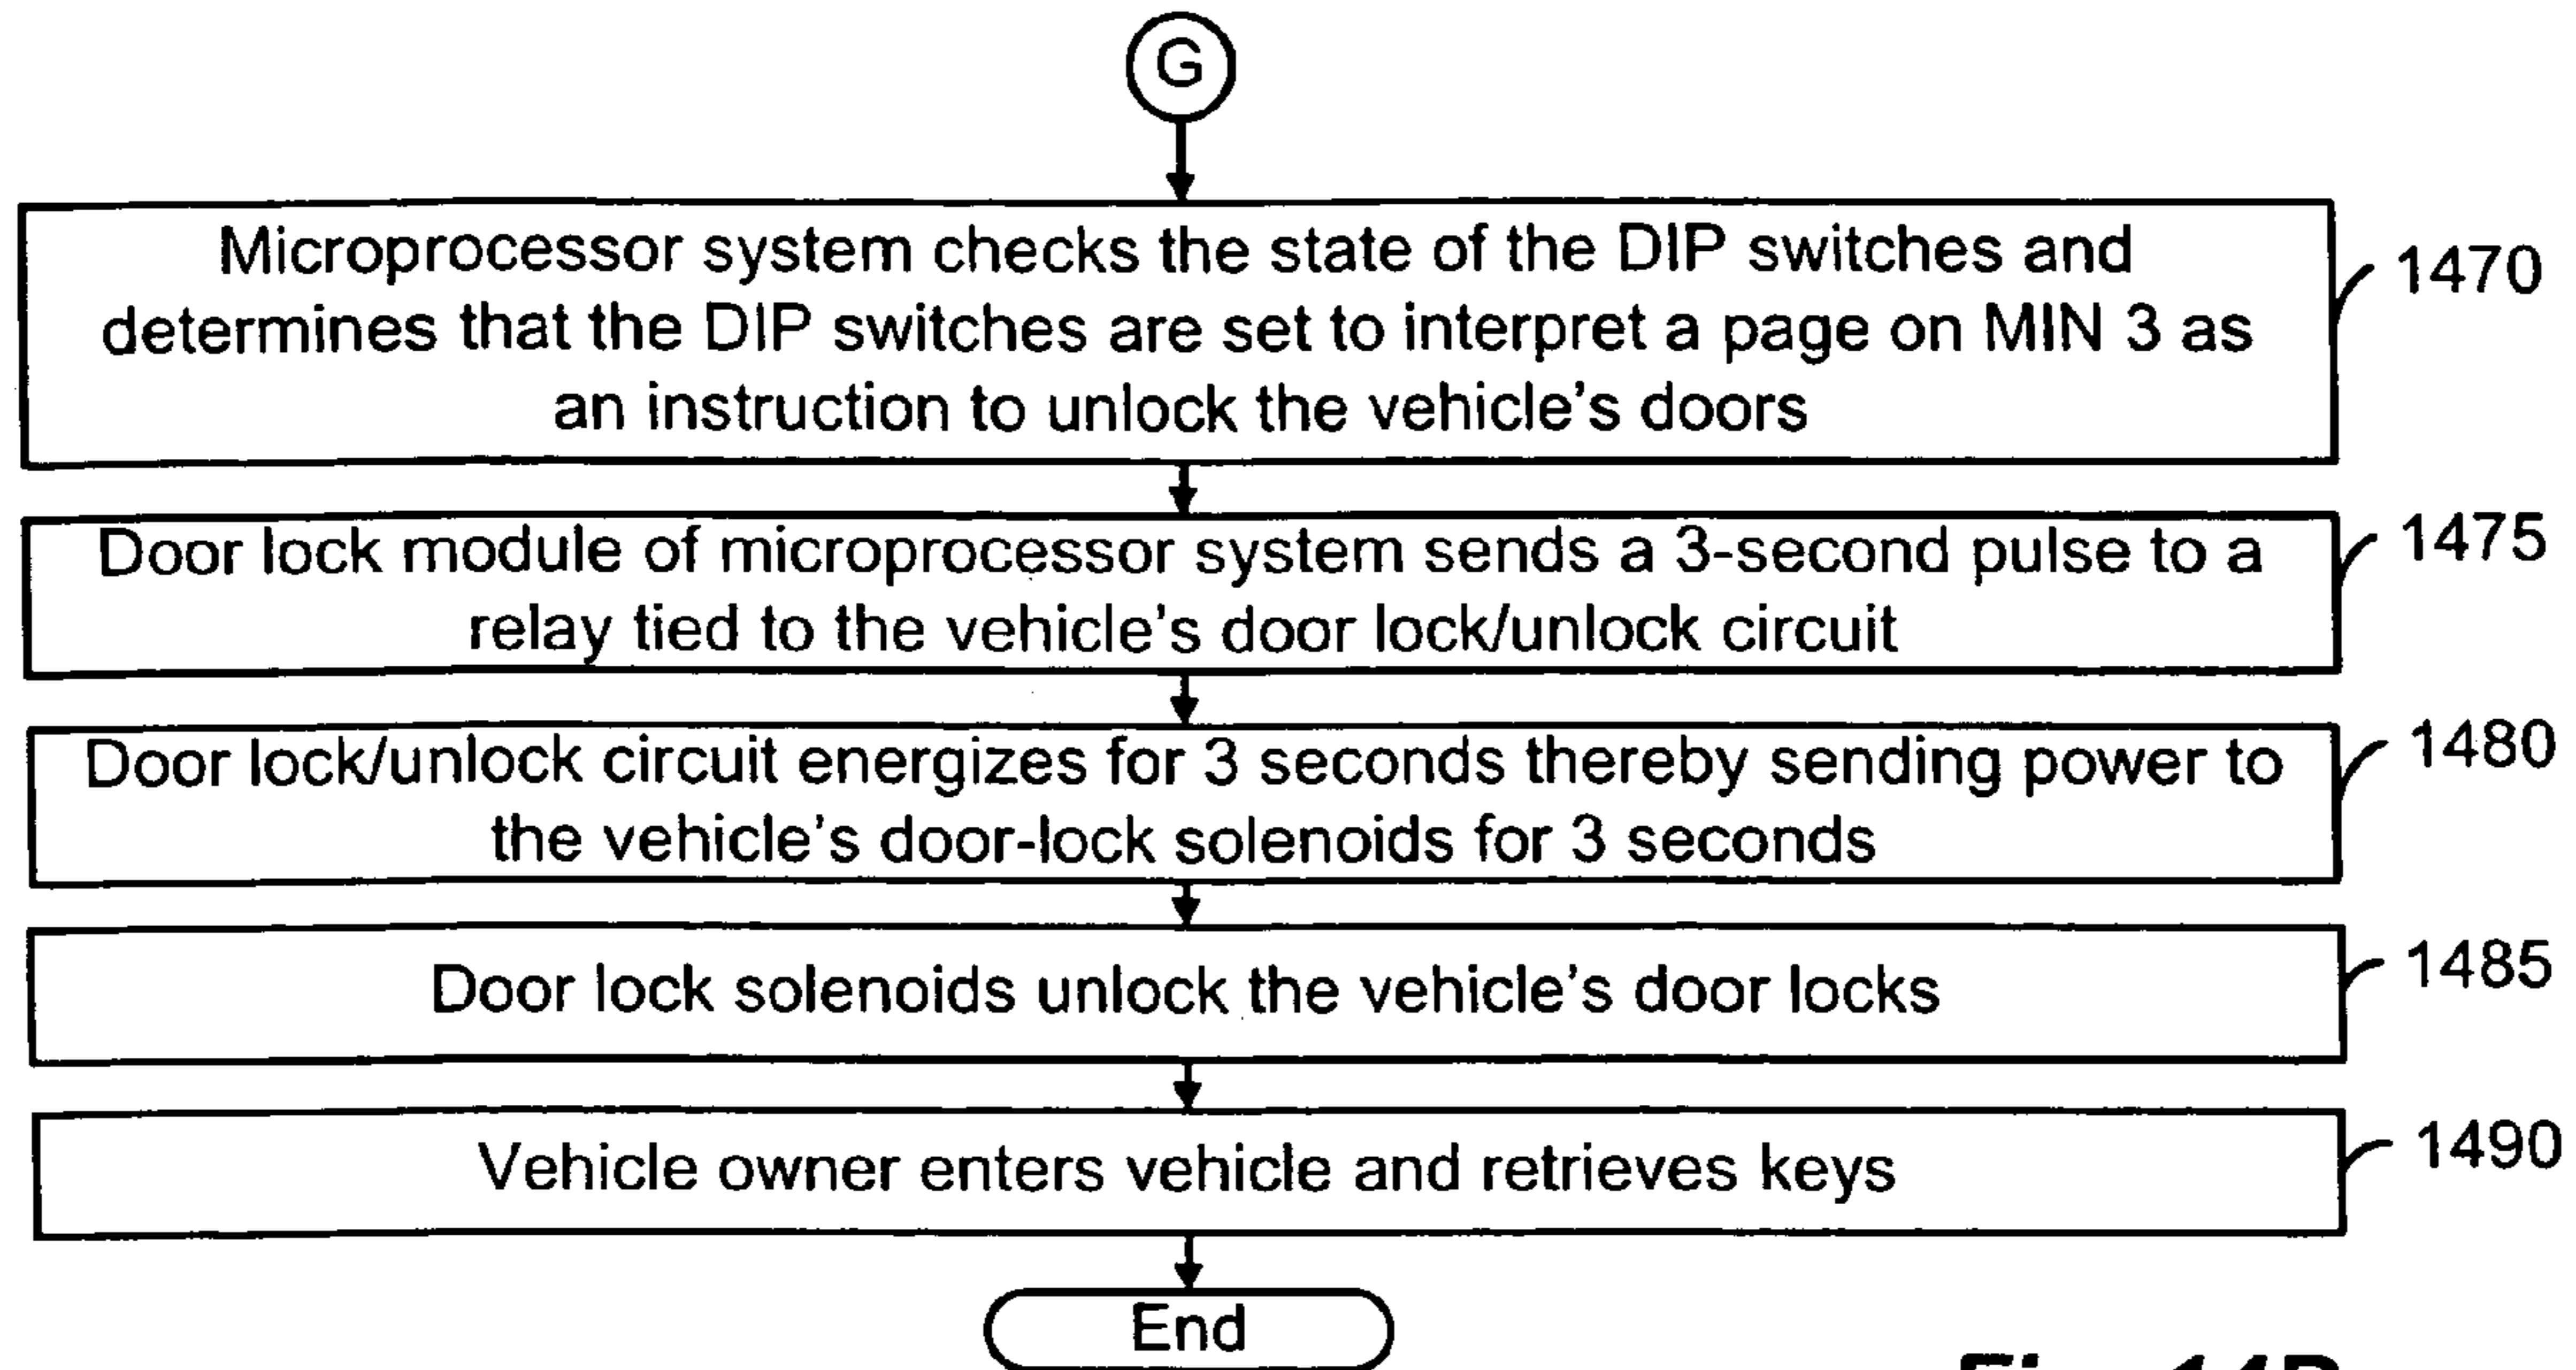 G
Microprocessor system checks the state of the DIP switches and
determines that the DIP switches are set to interpret a page on MIN 3 as
an instruction to unlock the vehicle's doors
1470
Door lock module of microprocessor system sends a 3-second pulse to a
relay tied to the vehicle's door lock/unlock circuit
1475
Door lock/unlock circuit energizes for 3 seconds thereby sending power to
the vehicle's door-lock solenoids for 3 seconds
1480
Door lock solenoids unlock the vehicle's door locks
1485
Vehicle owner enters vehicle and retrieves keys
1490
End